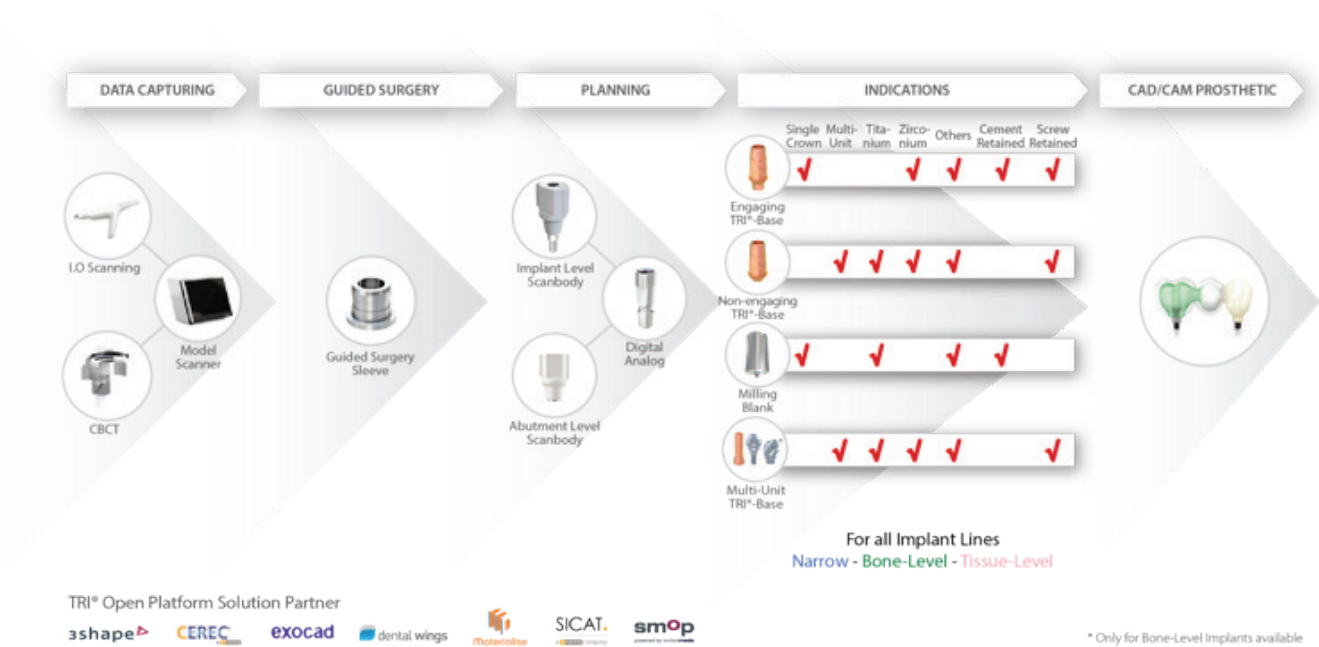 DATA CAPTURING
GUIDED SURGERY
PLANNING
INDICATIONS
CAD/CAM PROSTHETIC
Single Crown
Multi-Unit
Tita-nium
Zirco-nium
Others
Cement Retained
Screw Retained
I.O Scanning
Model
Scanner
CBCT
Guided Surgery
Sleeve
Implant Level
Scanbody
Digital
Analog
Abutment Level
Scanbody
Engaging
TRI®-Base
Non-engaging
TRI®-Base
Milling
Blank
Multi-Unit
TRI®-Base
For all Implant Lines
Narrow - Bone-Level - Tissue-Level
TRI® Open Platform Solution Partner
3shape
CEREC
exocad
dental wings
materialise
SICAT.
smop
* Only for Bone-Level Implants available